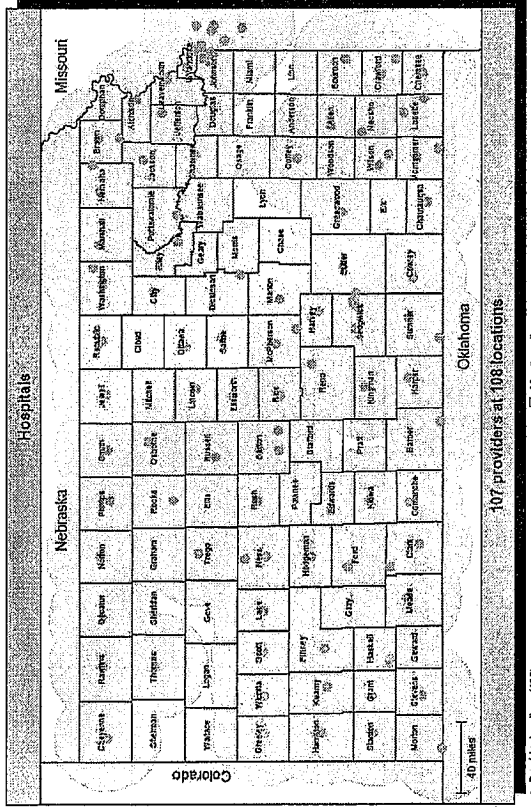 Hospitals
Nebraska
Missouri
Cheyenne
Rawlins
Decatur
Norton
Phillips
Smith
Jewell
Republic
Washington
Marshall
Nemaha
Brown
Doniphan
Sherman
Thomas
Sheridan
Graham
Rooks
Osborne
Mitchell
Cloud
Clay
Riley
Pottawatomie
Jackson
Atchison
Jefferson
Leavenworth
Wyandotte
Wallace
Logan
Gove
Trego
Ellis
Russell
Lincoln
Ottawa
Saline
Dickinson
Geary
Wabaunsee
Shawnee
Douglas
Johnson
Greeley
Wichita
Scott
Lane
Ness
Rush
Barton
Ellsworth
Rice
McPherson
Marion
Morris
Chase
Lyon
Osage
Coffey
Franklin
Anderson
Miami
Linn
Hamilton
Kearny
Finney
Hodgeman
Pawnee
Stafford
Reno
Harvey
Butler
Greenwood
Woodson
Allen
Bourbon
Stanton
Grant
Haskell
Gray
Ford
Edwards
Kiowa
Pratt
Kingman
Sedgwick
Elk
Wilson
Neosho
Crawford
Morton
Stevens
Seward
Meade
Clark
Comanche
Barber
Harper
Sumner
Cowley
Chautauqua
Montgomery
Labette
Cherokee
Colorado
Oklahoma
40 miles
107 providers at 108 locations